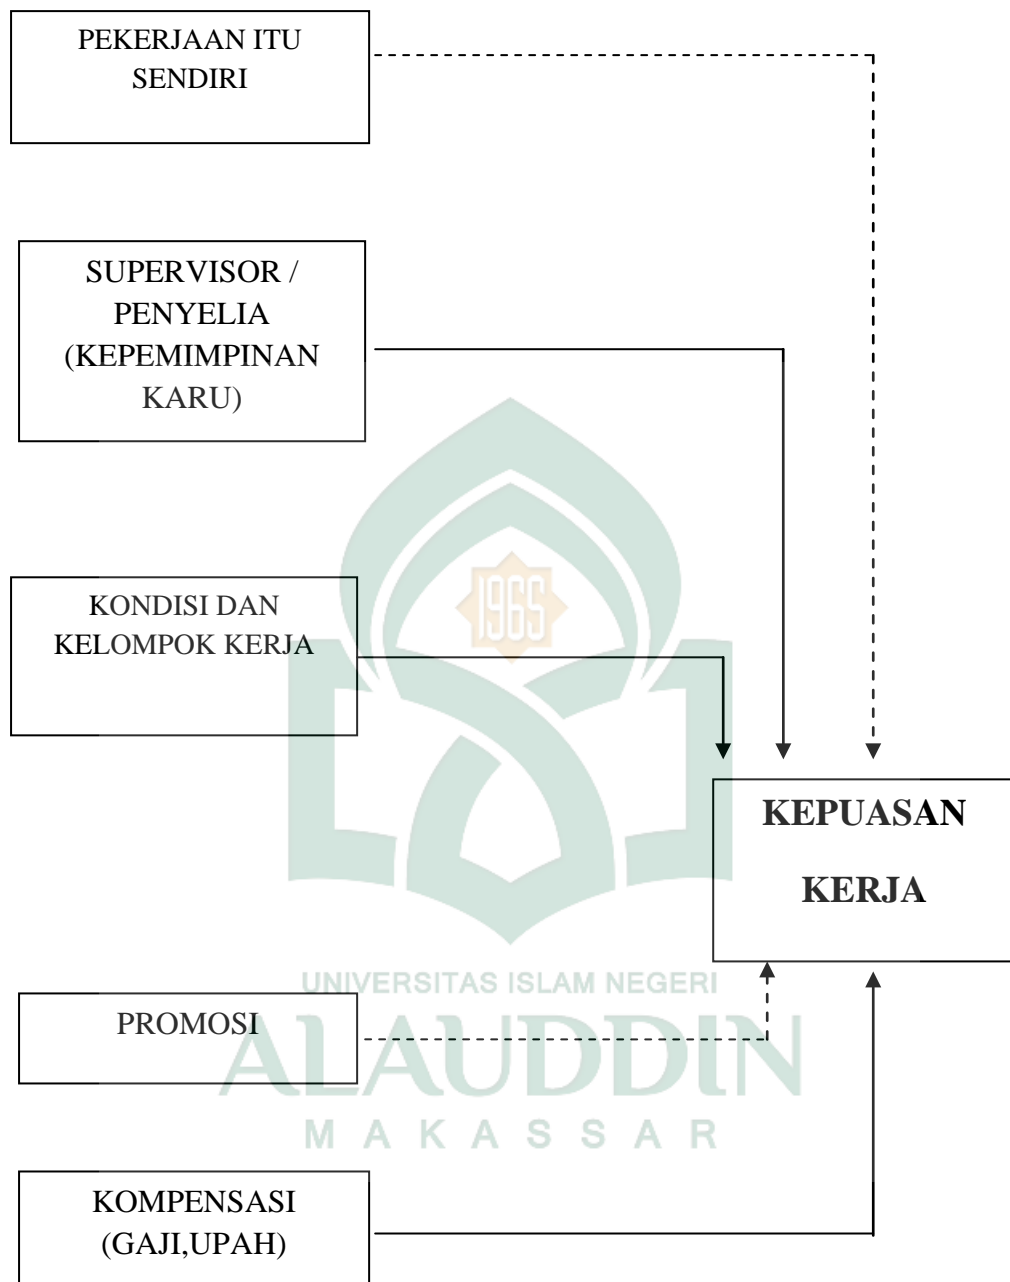 PEKERJAAN ITU
SENDIRI
SUPERVISOR /
PENYELIA
(KEPEMIMPINAN
KARU)
1965
KONDISI DAN
KELOMPOK KERJA
KEPUASAN
KERJA
UNIVERSITAS ISLAM NEGERI
PROMOSI
ALAUDDIN
MAKASSAR
KOMPENSASI
(GAJI,UPAH)